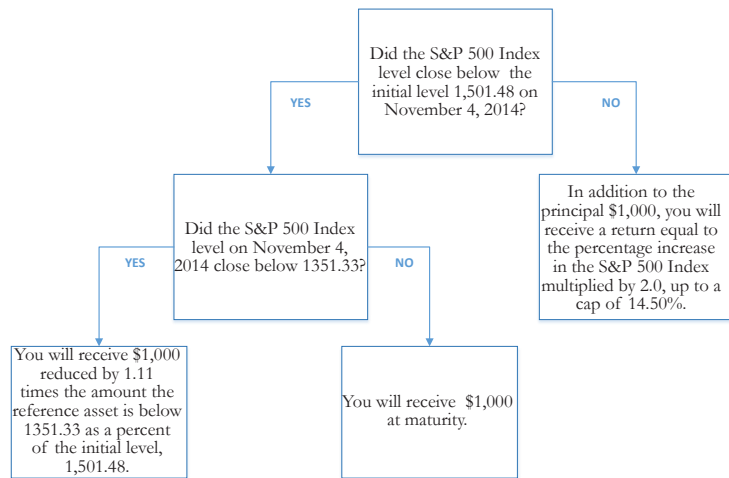 Did the S&P 500 Index
level close below the
initial level 1,501.48 on
November 4, 2014?
YES
NO
Did the S&P 500 Index
level on November 4,
2014 close below 1351.33?
In addition to the
principal $1,000, you will
receive a return equal to
the percentage increase
in the S&P 500 Index
multiplied by 2.0, up to a
cap of 14.50%.
YES
NO
You will receive $1,000
reduced by 1.11
times the amount the
reference asset is below
1351.33 as a percent
of the initial level,
1,501.48.
You will receive $1,000
at maturity.